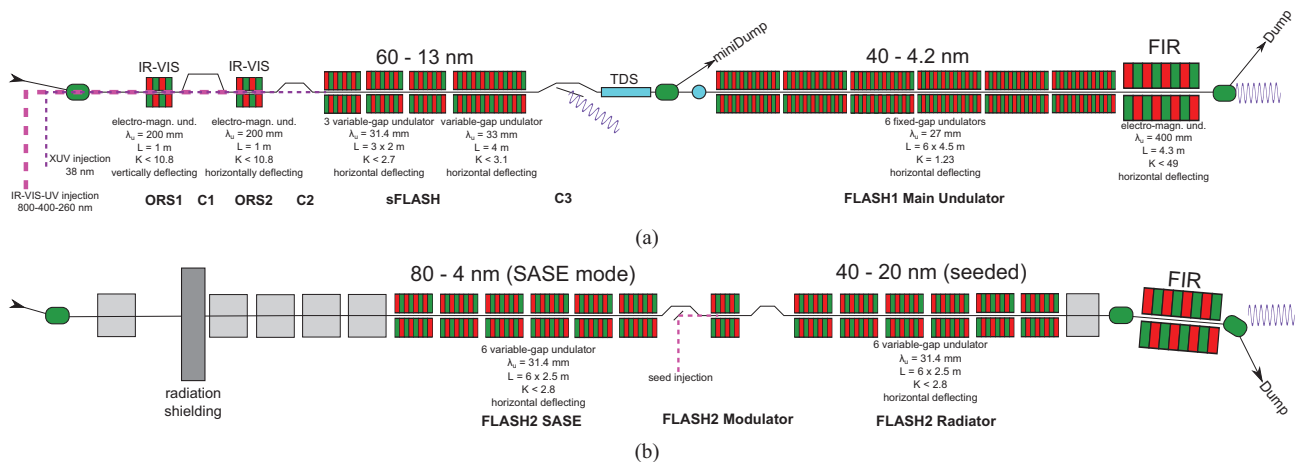 60 - 13 nm
40 - 4.2 nm
FIR
IR-VIS
IR-VIS
TDS
miniDump
Dump
electro-magn. und.
λu = 200 mm
L = 1 m
K < 10.8
vertically deflecting
electro-magn. und.
λu = 200 mm
L = 1 m
K < 10.8
horizontally deflecting
3 variable-gap undulator
λu = 31.4 mm
L = 3 x 2 m
K < 2.7
horizontal deflecting
variable-gap undulator
λu = 33 mm
L = 4 m
K < 3.1
horizontal deflecting
6 fixed-gap undulators
λu = 27 mm
L = 6 x 4.5 m
K = 1.23
horizontal deflecting
electro-magn. und.
λu = 400 mm
L = 4.3 m
K < 49
horizontal deflecting
XUV injection
38 nm
IR-VIS-UV injection
800-400-260 nm
ORS1
C1
ORS2
C2
sFLASH
C3
FLASH1 Main Undulator
(a)
80 - 4 nm (SASE mode)
40 - 20 nm (seeded)
FIR
radiation
shielding
6 variable-gap undulator
λu = 31.4 mm
L = 6 x 2.5 m
K < 2.8
horizontal deflecting
seed injection
6 variable-gap undulator
λu = 31.4 mm
L = 6 x 2.5 m
K < 2.8
horizontal deflecting
Dump
FLASH2 SASE
FLASH2 Modulator
FLASH2 Radiator
(b)